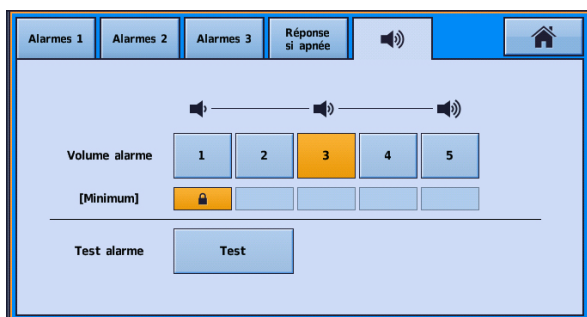 Alarmes 1
Alarmes 2
Alarmes 3
Réponse
si apnée
Volume alarme
1
2
3
4
5
[Minimum]
Test alarme
Test